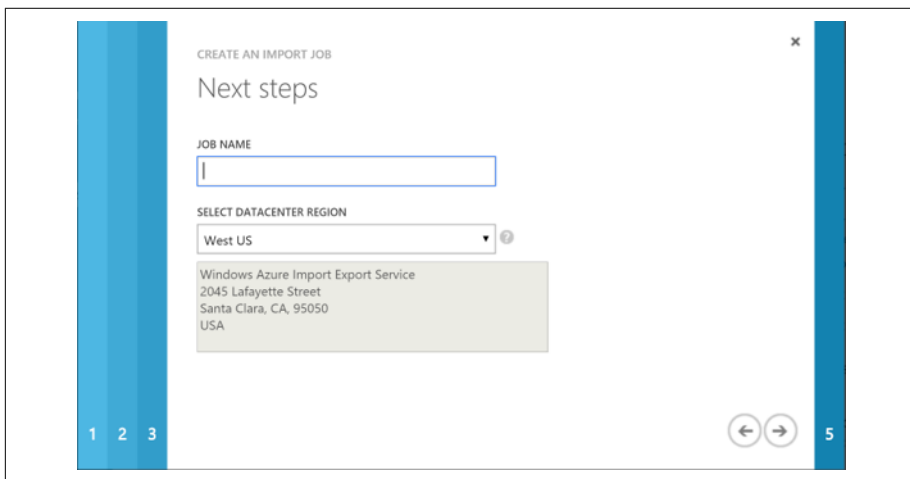 CREATE AN IMPORT JOB
Next steps
JOB NAME
SELECT DATACENTER REGION
West US
?
Windows Azure Import Export Service
2045 Lafayette Street
Santa Clara, CA, 95050
USA
1 2 3
5